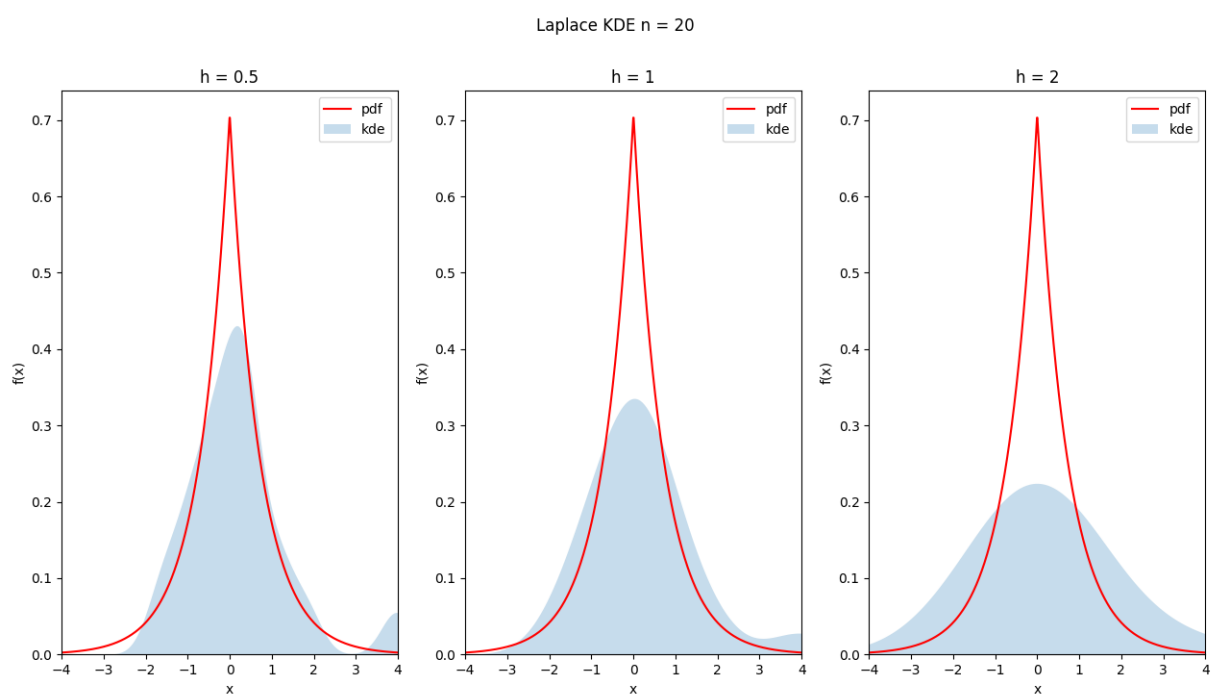 Laplace KDE n = 20
h = 0.5
pdf
kde
0.7
0.6
0.5
0.4
0.3
0.2
0.1
0.0
f(x)
−4 −3 −2 −1 0 1 2 3 4
x
h = 1
pdf
kde
0.7
0.6
0.5
0.4
0.3
0.2
0.1
0.0
f(x)
−4 −3 −2 −1 0 1 2 3 4
x
h = 2
pdf
kde
0.7
0.6
0.5
0.4
0.3
0.2
0.1
0.0
f(x)
−4 −3 −2 −1 0 1 2 3 4
x